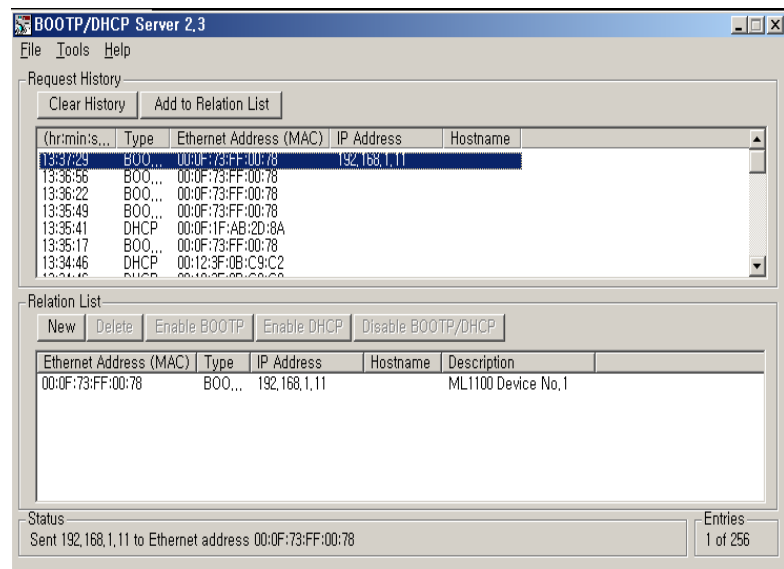 BOOTP/DHCP Server 2.3
File Tools Help
Request History
Clear History Add to Relation List
(hr:min:s... Type Ethernet Address (MAC) IP Address Hostname
13:37:29 BOO... 00:0F:73:FF:00:78 192.168.1.11
13:36:56 BOO... 00:0F:73:FF:00:78
13:36:22 BOO... 00:0F:73:FF:00:78
13:35:49 BOO... 00:0F:73:FF:00:78
13:35:41 DHCP 00:0F:1F:AB:2D:8A
13:35:17 BOO... 00:0F:73:FF:00:78
13:34:46 DHCP 00:12:3F:0B:C9:C2
Relation List
New Delete Enable BOOTP Enable DHCP Disable BOOTP/DHCP
Ethernet Address (MAC) Type IP Address Hostname Description
00:0F:73:FF:00:78 BOO... 192.168.1.11 ML1100 Device No.1
Status
Sent 192.168.1.11 to Ethernet address 00:0F:73:FF:00:78
Entries
1 of 256